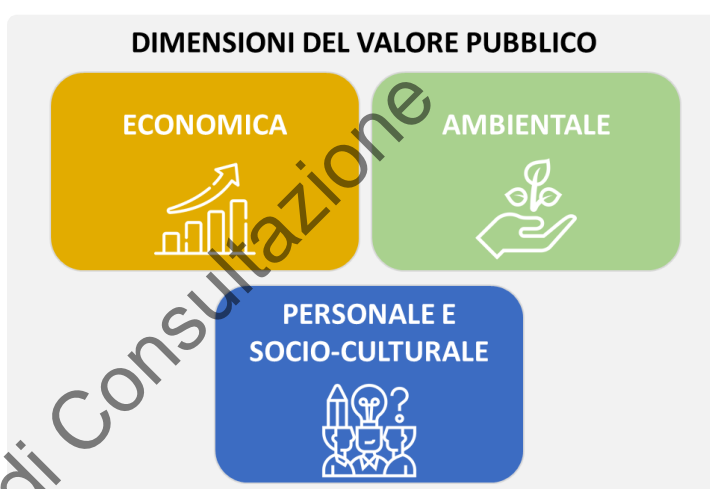 DIMENSIONI DEL VALORE PUBBLICO
ECONOMICA
AMBIENTALE
PERSONALE E
SOCIO-CULTURALE
di Consultazione